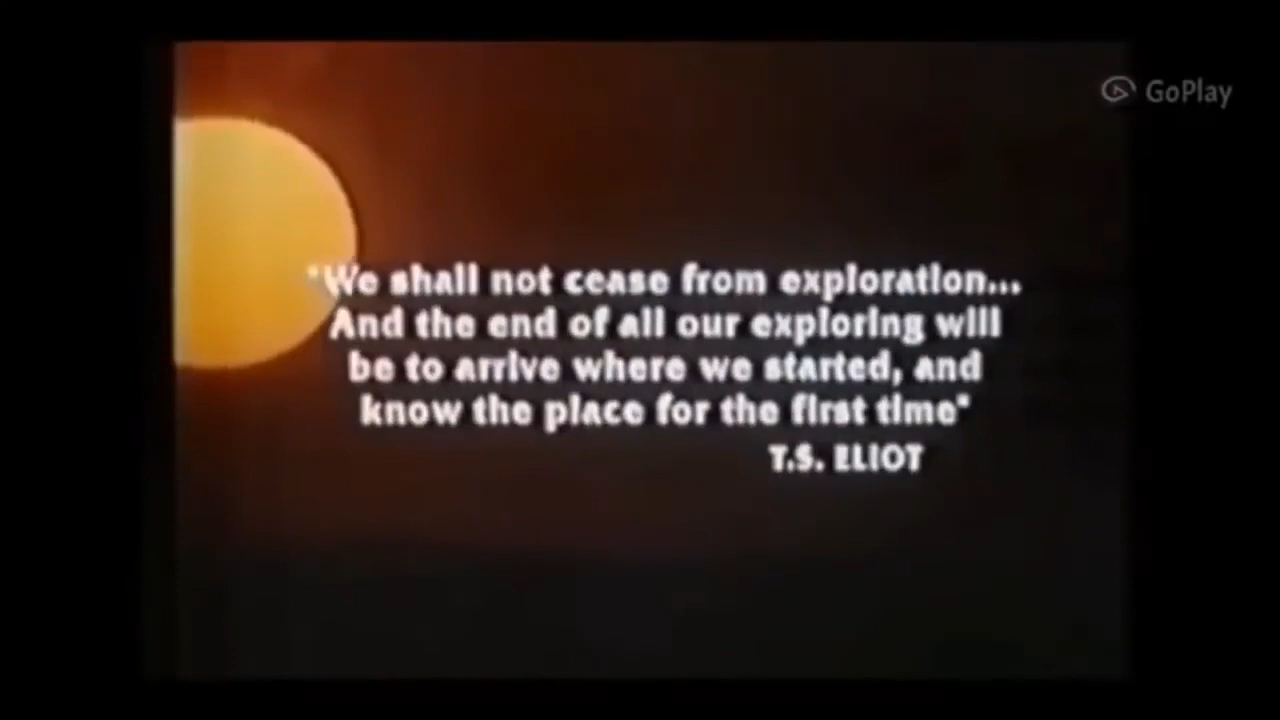 GoPlay
"We shall not cease from exploration...
And the end of all our exploring will
be to arrive where we started, and
know the place for the first time"
T.S. ELIOT